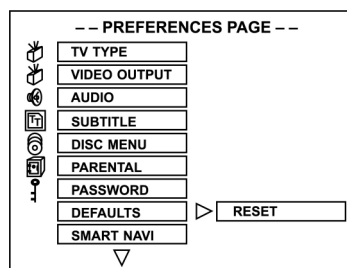 – – PREFERENCES PAGE – –
TV TYPE
VIDEO OUTPUT
AUDIO
SUBTITLE
DISC MENU
PARENTAL
PASSWORD
DEFAULTS RESET
SMART NAVI